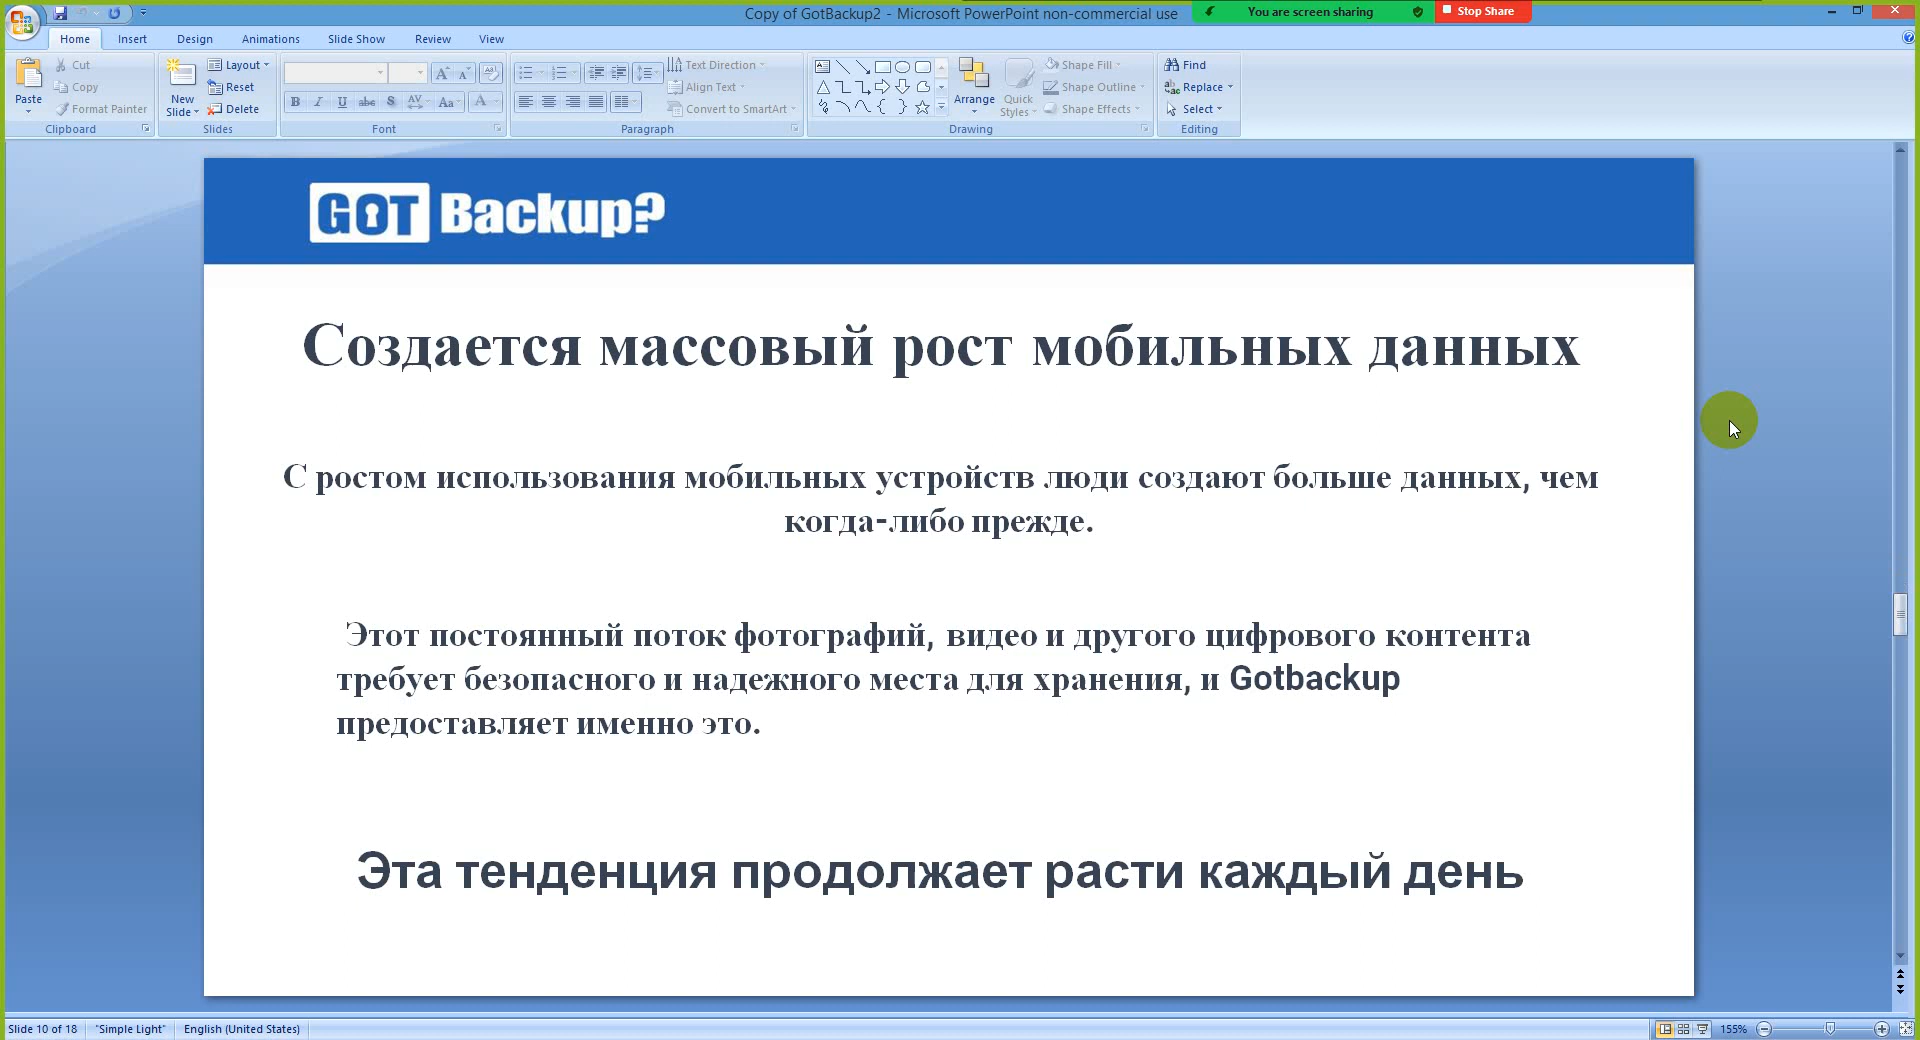 Copy of GotBackup2 - Microsoft PowerPoint non-commercial use
You are screen sharing
Stop Share
Home Insert Design Animations Slide Show Review View
Paste
Cut
Copy
Format Painter
Clipboard
New Slide
Layout
Reset
Delete
Slides
B I U abc S AV Aa A
Font
Text Direction
Align Text
Convert to SmartArt
Paragraph
Arrange
Quick Styles
Shape Fill
Shape Outline
Shape Effects
Drawing
Find
Replace
Select
Editing
GOT Backup?
Создается массовый рост мобильных данных
С ростом использования мобильных устройств люди создают больше данных, чем
когда-либо прежде.
Этот постоянный поток фотографий, видео и другого цифрового контента
требует безопасного и надежного места для хранения, и Gotbackup
предоставляет именно это.
Эта тенденция продолжает расти каждый день
Slide 10 of 18 "Simple Light" English (United States) 155%